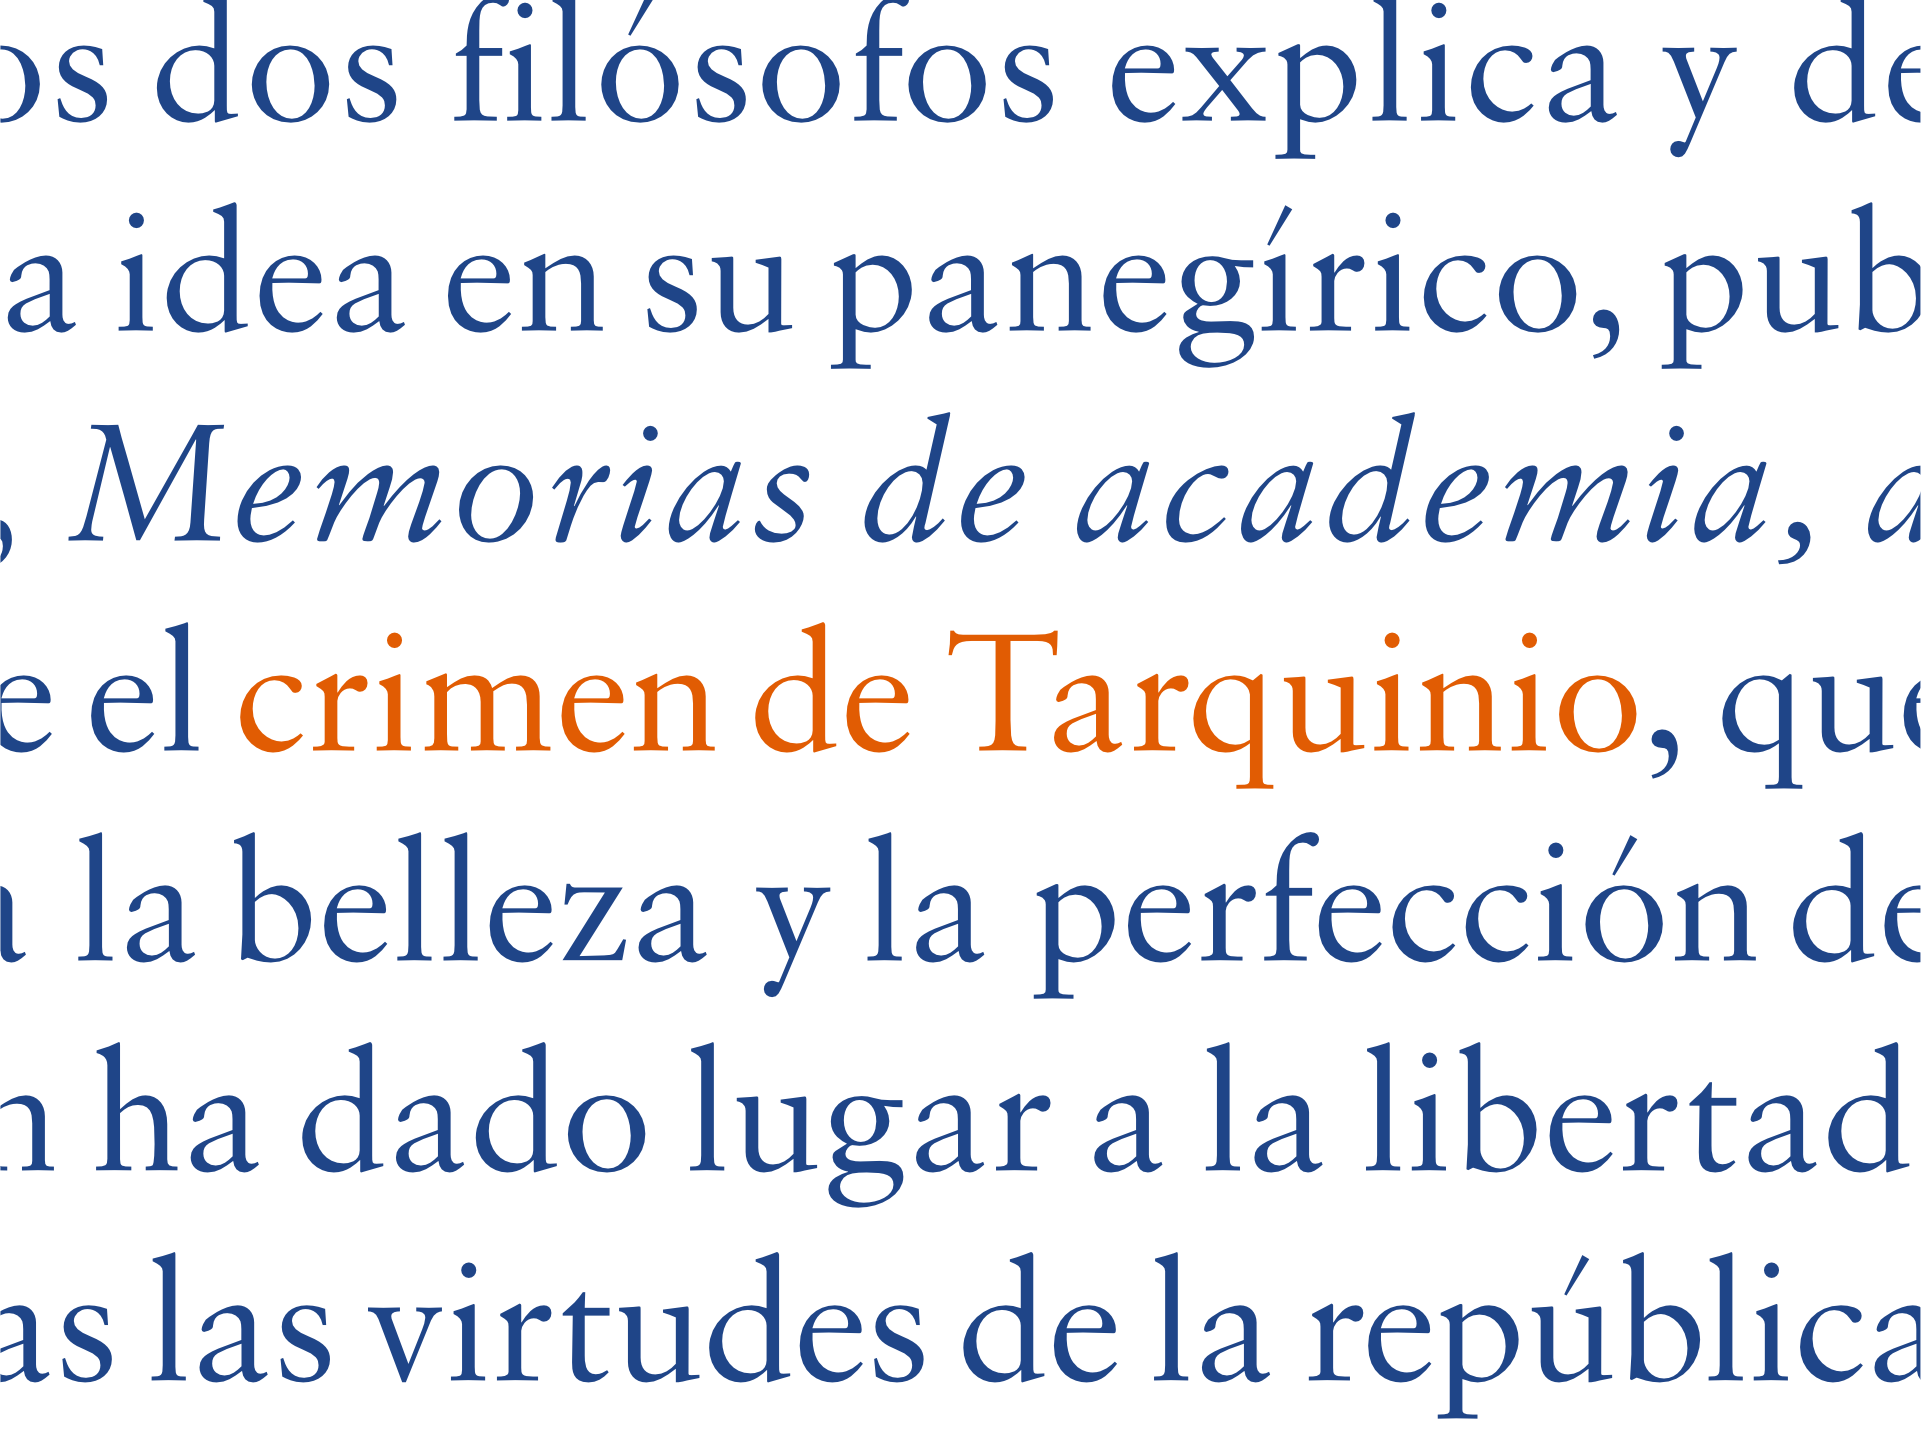 os dos filósofos explica y de
a idea en su panegírico, pub
, Memorias de academia, a
e el crimen de Tarquinio, que
a la belleza y la perfección de
n ha dado lugar a la libertad
as las virtudes de la república